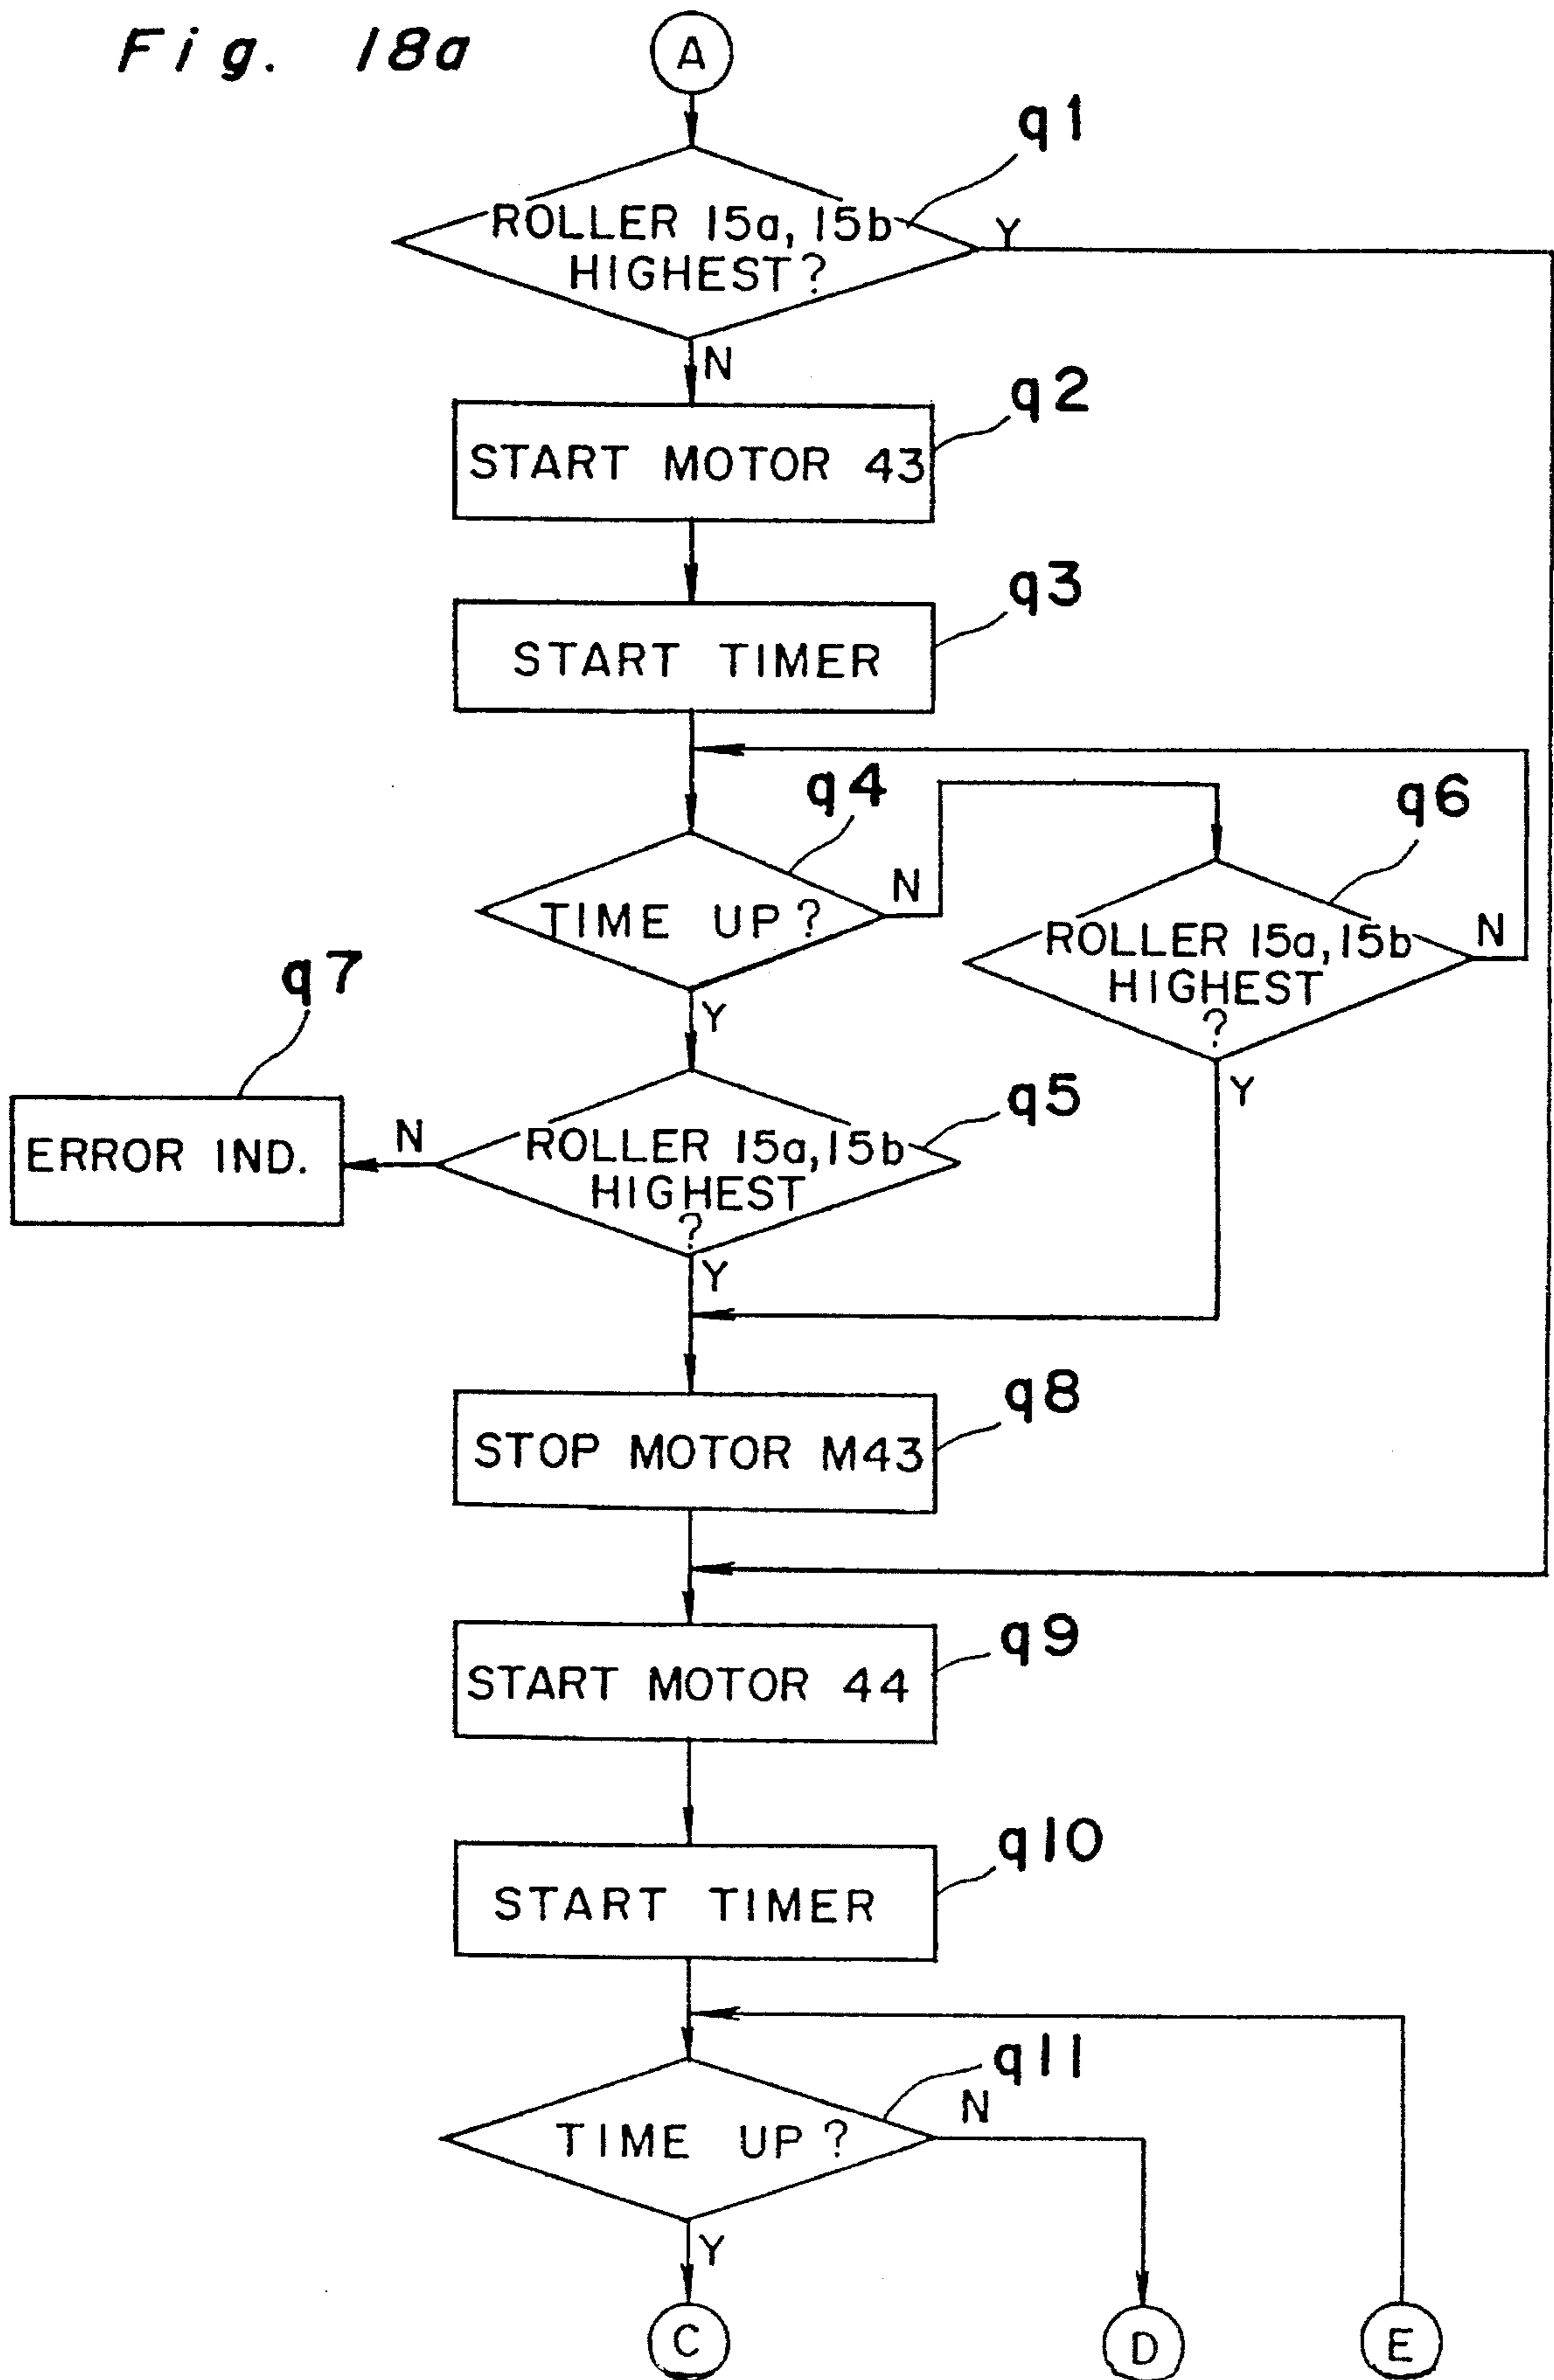 Fig. 18a
A
q1
ROLLER 15a, 15b
HIGHEST?
Y
N
q2
START MOTOR 43
q3
START TIMER
q4
TIME UP?
N
q6
ROLLER 15a, 15b
HIGHEST
?
N
Y
Y
q7
ERROR IND.
N
q5
ROLLER 15a, 15b
HIGHEST
?
Y
q8
STOP MOTOR M43
q9
START MOTOR 44
q10
START TIMER
q11
TIME UP?
N
Y
C
D
E